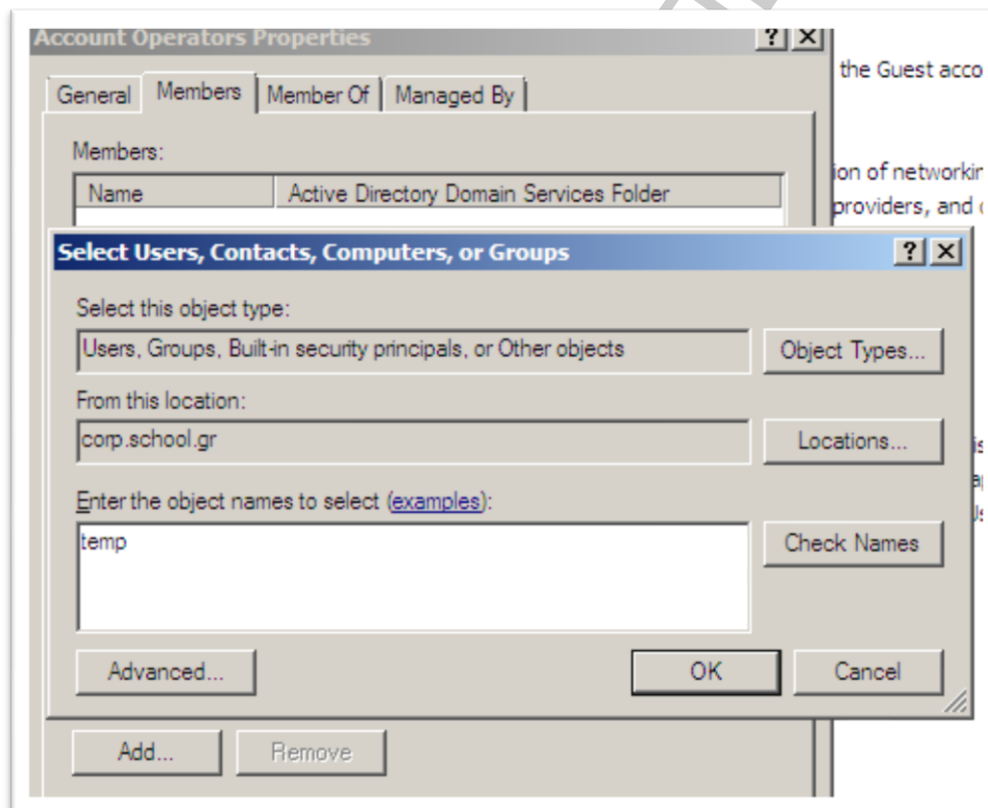 Account Operators Properties
the Guest acco
General Members Member Of Managed By
Members:
Name Active Directory Domain Services Folder
ion of networkin
providers, and
Select Users, Contacts, Computers, or Groups
Select this object type:
Users, Groups, Built-in security principals, or Other objects
Object Types...
From this location:
corp.school.gr
Locations...
Enter the object names to select (examples):
temp
Check Names
Advanced...
OK
Cancel
Add...
Remove